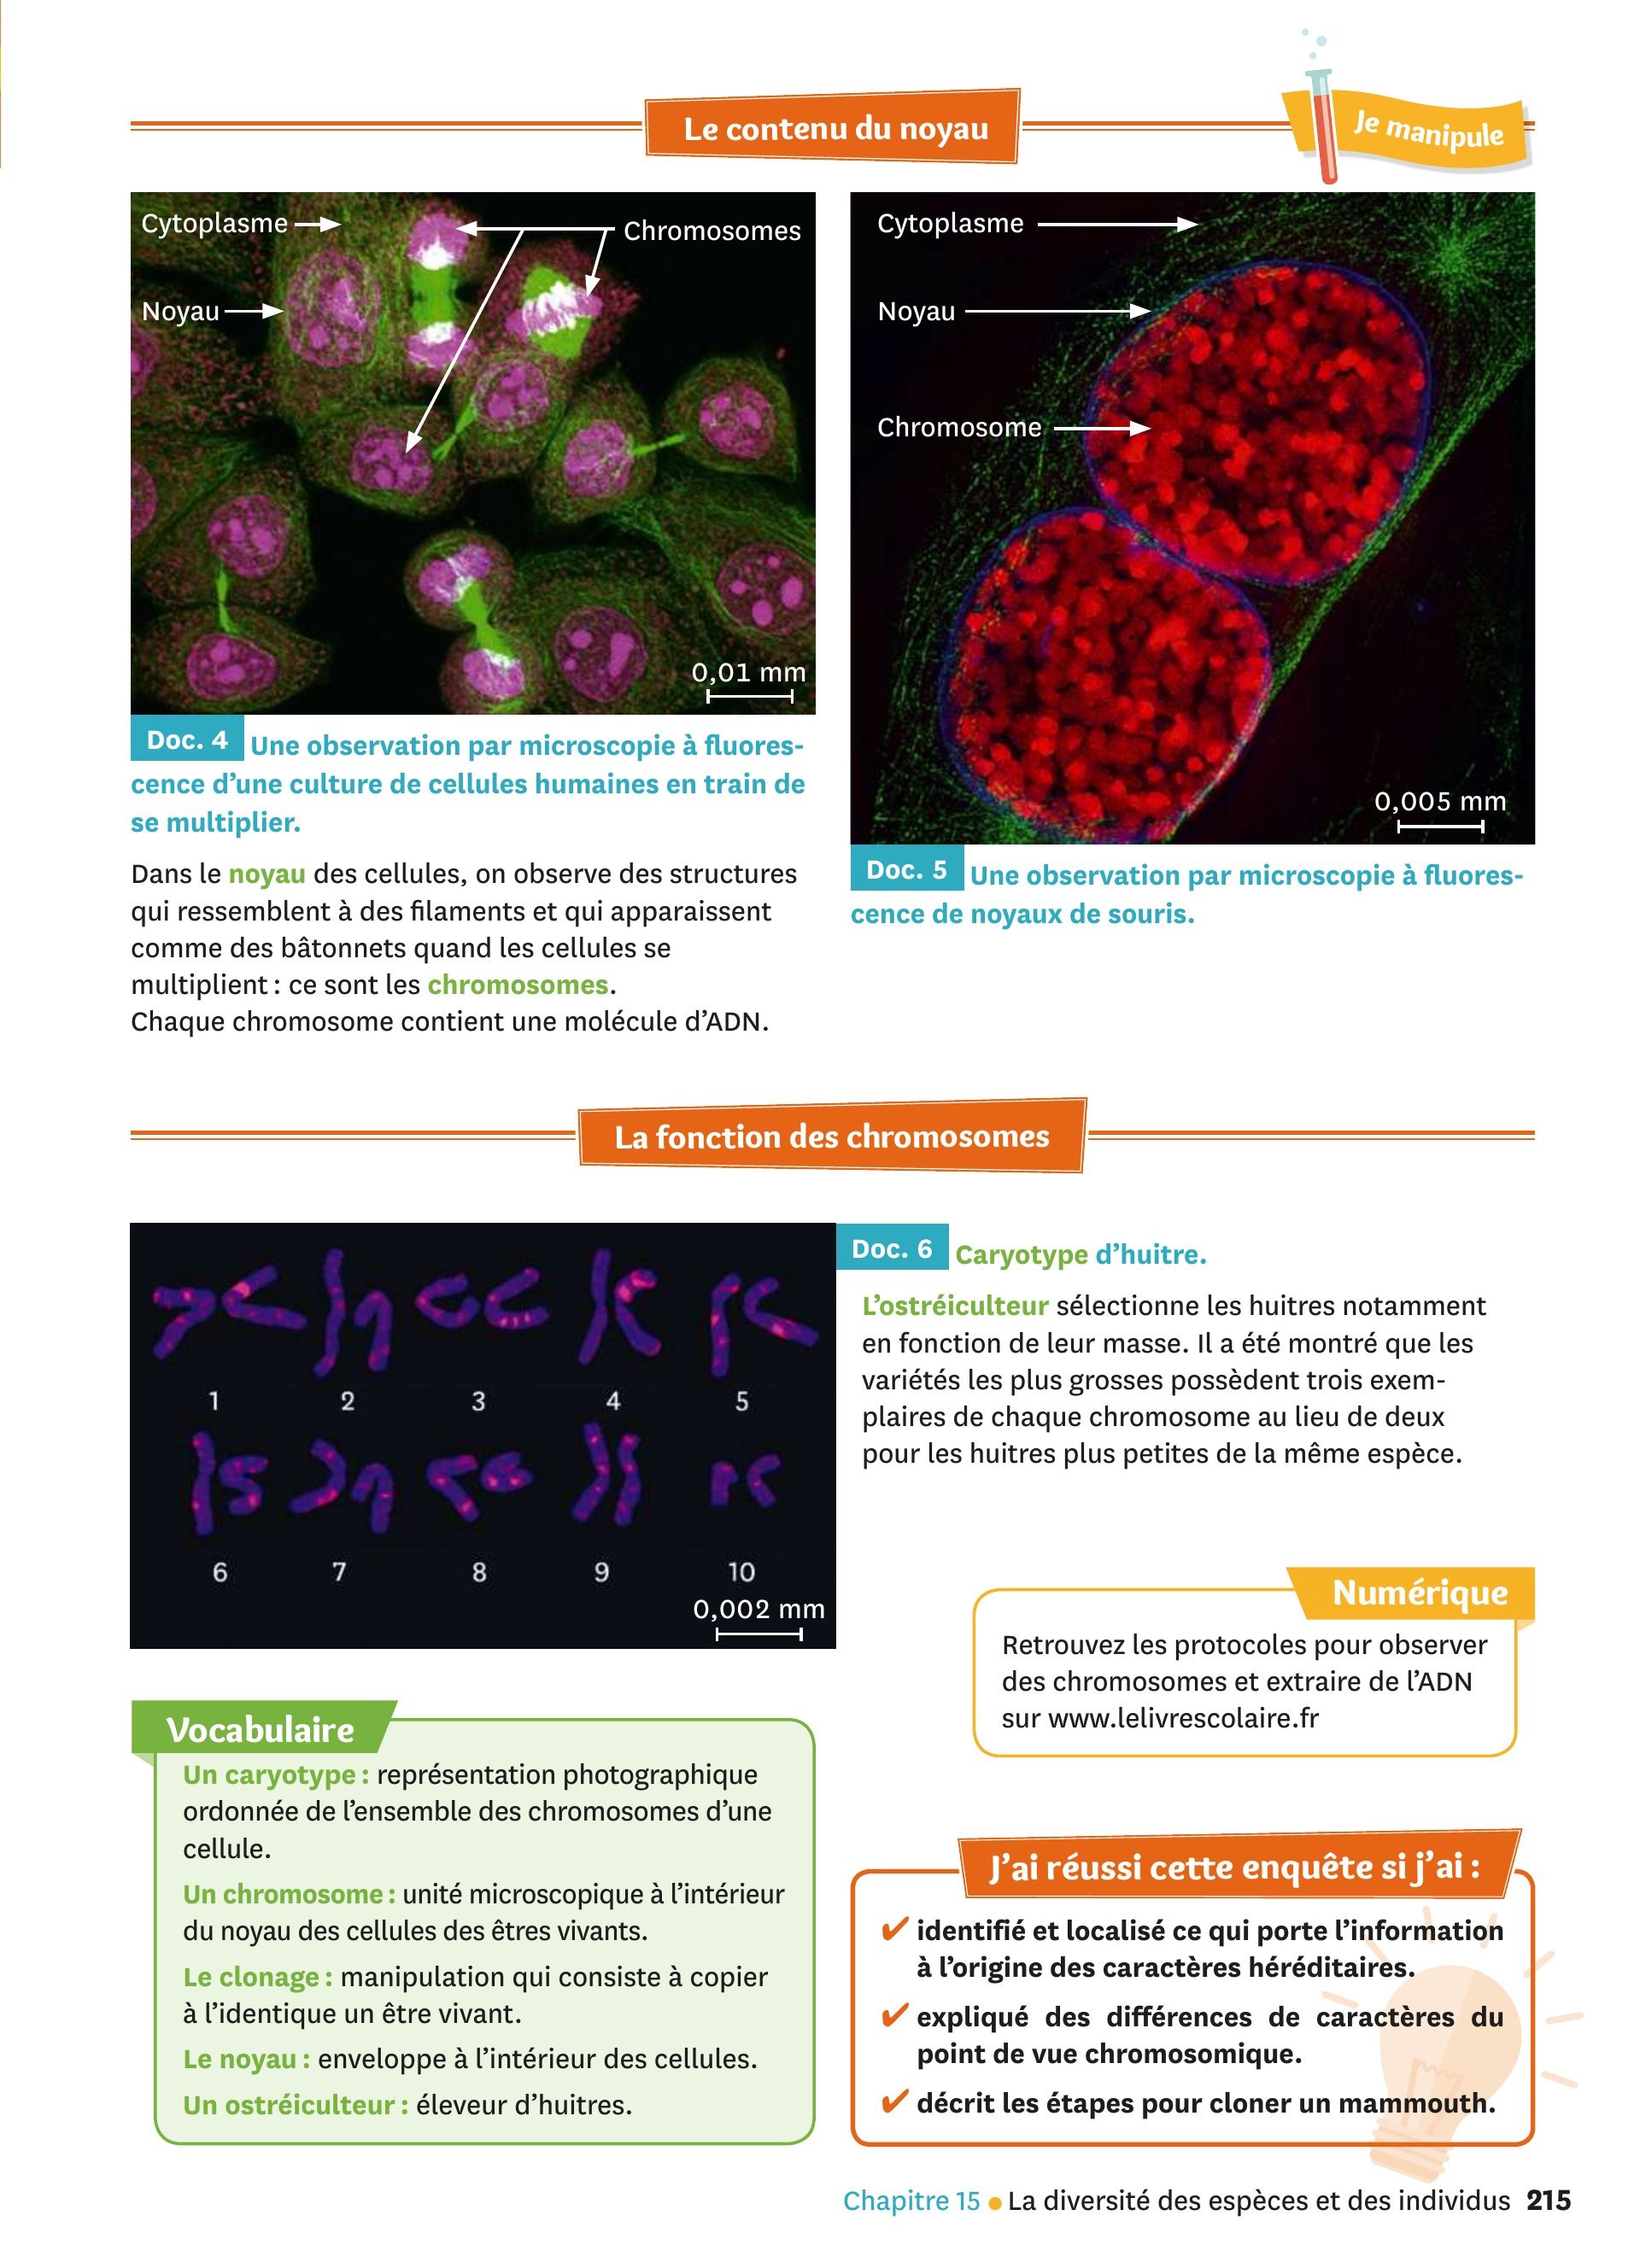 Le contenu du noyau
Je manipule
Cytoplasme
Chromosomes
Noyau
0,01 mm
Doc. 4 Une observation par microscopie à fluores-
cence d’une culture de cellules humaines en train de
se multiplier.
Dans le noyau des cellules, on observe des structures
qui ressemblent à des filaments et qui apparaissent
comme des bâtonnets quand les cellules se
multiplient : ce sont les chromosomes.
Chaque chromosome contient une molécule d’ADN.
Cytoplasme
Noyau
Chromosome
0,005 mm
Doc. 5 Une observation par microscopie à fluores-
cence de noyaux de souris.
La fonction des chromosomes
1 2 3 4 5
6 7 8 9 10
0,002 mm
Doc. 6 Caryotype d’huitre.
L’ostréiculteur sélectionne les huitres notamment
en fonction de leur masse. Il a été montré que les
variétés les plus grosses possèdent trois exem-
plaires de chaque chromosome au lieu de deux
pour les huitres plus petites de la même espèce.
Numérique
Retrouvez les protocoles pour observer
des chromosomes et extraire de l’ADN
sur www.lelivrescolaire.fr
Vocabulaire
Un caryotype : représentation photographique
ordonnée de l’ensemble des chromosomes d’une
cellule.
Un chromosome : unité microscopique à l’intérieur
du noyau des cellules des êtres vivants.
Le clonage : manipulation qui consiste à copier
à l’identique un être vivant.
Le noyau : enveloppe à l’intérieur des cellules.
Un ostréiculteur : éleveur d’huitres.
J’ai réussi cette enquête si j’ai :
✔ identifié et localisé ce qui porte l’information
à l’origine des caractères héréditaires.
✔ expliqué des différences de caractères du
point de vue chromosomique.
✔ décrit les étapes pour cloner un mammouth.
Chapitre 15 • La diversité des espèces et des individus 215